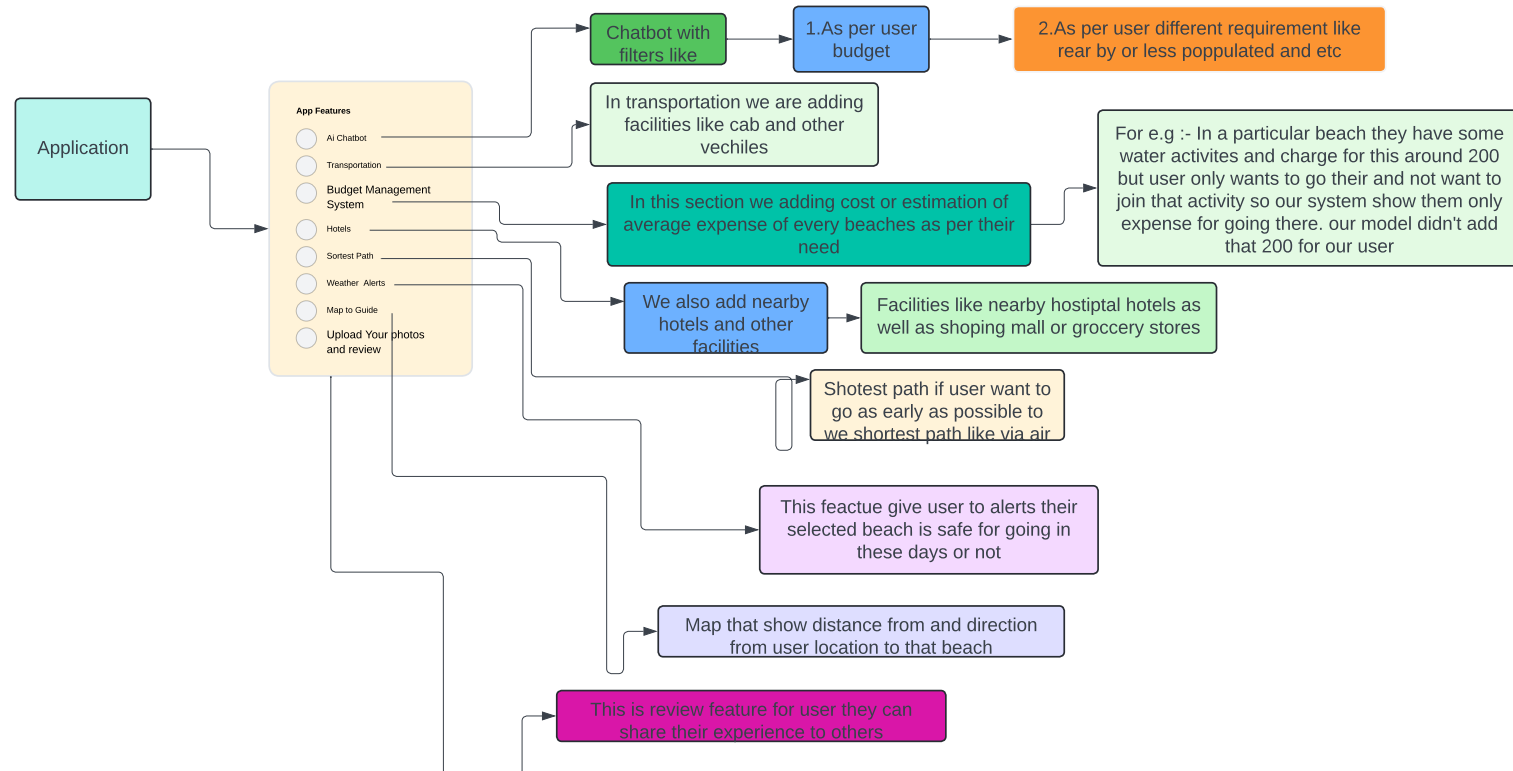 Application
App Features
Ai Chatbot
Transportation
Budget Management
System
Hotels
Sortest Path
Weather Alerts
Map to Guide
Upload Your photos
and review
Chatbot with
filters like
1.As per user
budget
2.As per user different requirement like
rear by or less poppulated and etc
In transportation we are adding
facilities like cab and other
vechiles
In this section we adding cost or estimation of
average expense of every beaches as per their
need
For e.g :- In a particular beach they have some
water activites and charge for this around 200
but user only wants to go their and not want to
join that activity so our system show them only
expense for going there. our model didn't add
that 200 for our user
We also add nearby
hotels and other
facilities
Facilities like nearby hostiptal hotels as
well as shoping mall or groccery stores
Shotest path if user want to
go as early as possible to
we shortest path like via air
This feactue give user to alerts their
selected beach is safe for going in
these days or not
Map that show distance from and direction
from user location to that beach
This is review feature for user they can
share their experience to others